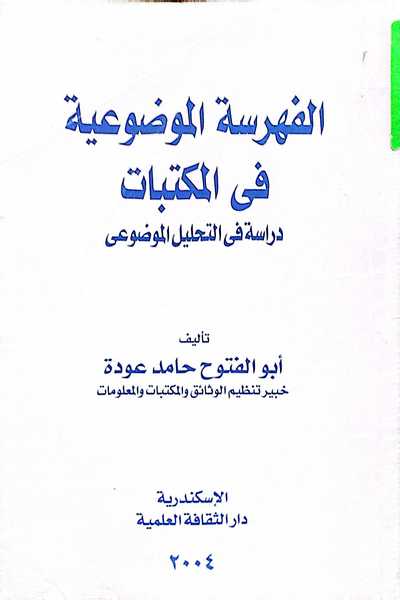 الفهرسة الموضوعية
فى المكتبات
دراسة فى التحليل الموضوعى
تأليف
أبو الفتوح حامد عودة
خبير تنظيم الوثائق والمكتبات والمعلومات
الإسكندرية
دار الثقافة العلمية
٢٠٠٤